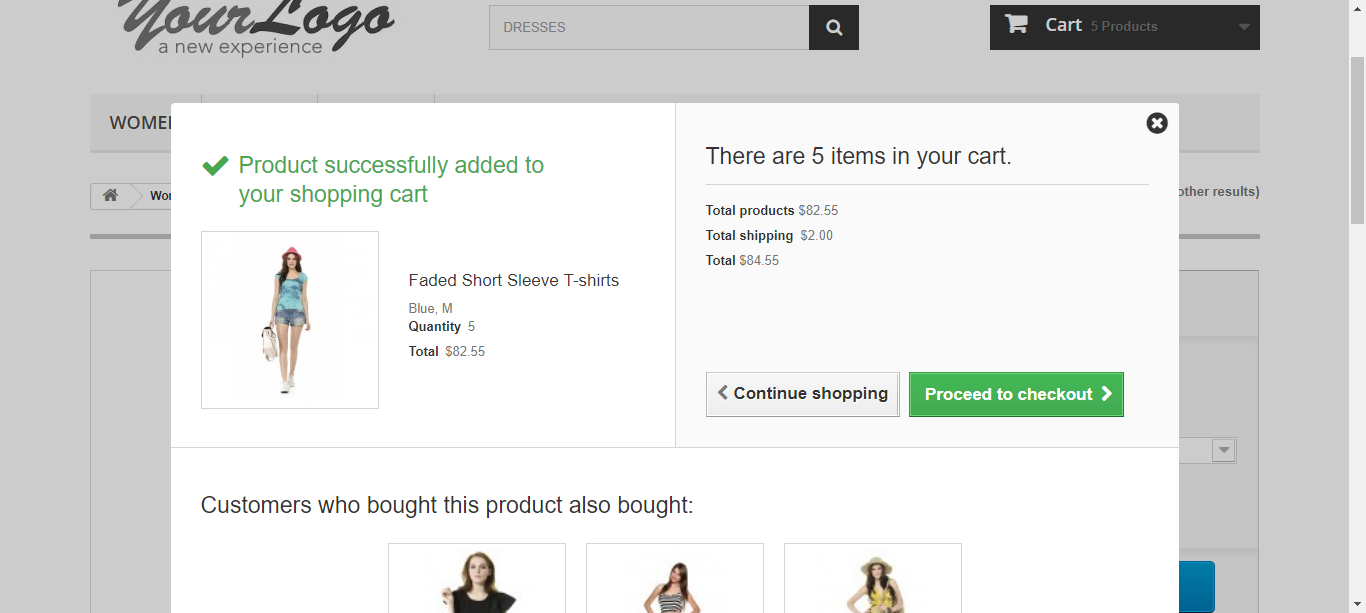 YourLogo
a new experience
DRESSES
Cart 5 Products
WOME
Wo
other results)
Product successfully added to
your shopping cart
Faded Short Sleeve T-shirts
Blue, M
Quantity 5
Total $82.55
There are 5 items in your cart.
Total products $82.55
Total shipping $2.00
Total $84.55
Continue shopping
Proceed to checkout
Customers who bought this product also bought: